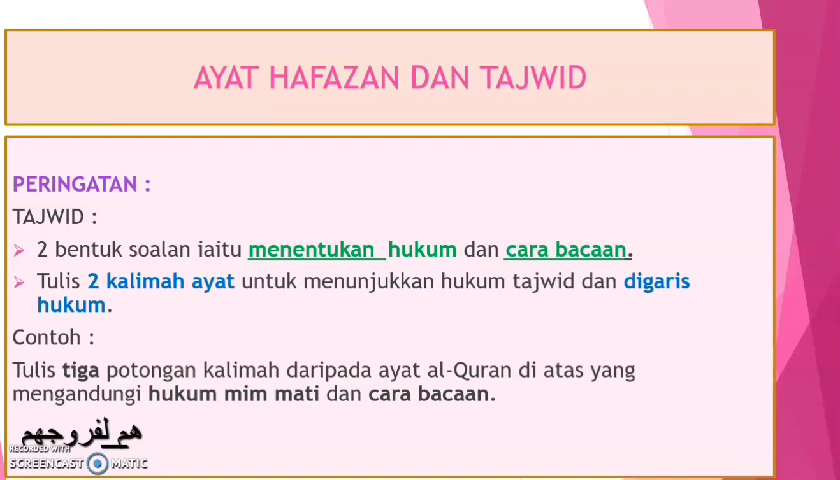 AYAT HAFAZAN DAN TAJWID
PERINGATAN :
TAJWID :
➢ 2 bentuk soalan iaitu menentukan hukum dan cara bacaan.
➢ Tulis 2 kalimah ayat untuk menunjukkan hukum tajwid dan digaris
hukum.
Contoh :
Tulis tiga potongan kalimah daripada ayat al-Quran di atas yang
mengandungi hukum mim mati dan cara bacaan.
هم لفروجهم
RECORDED WITH
SCREENCAST MATIC